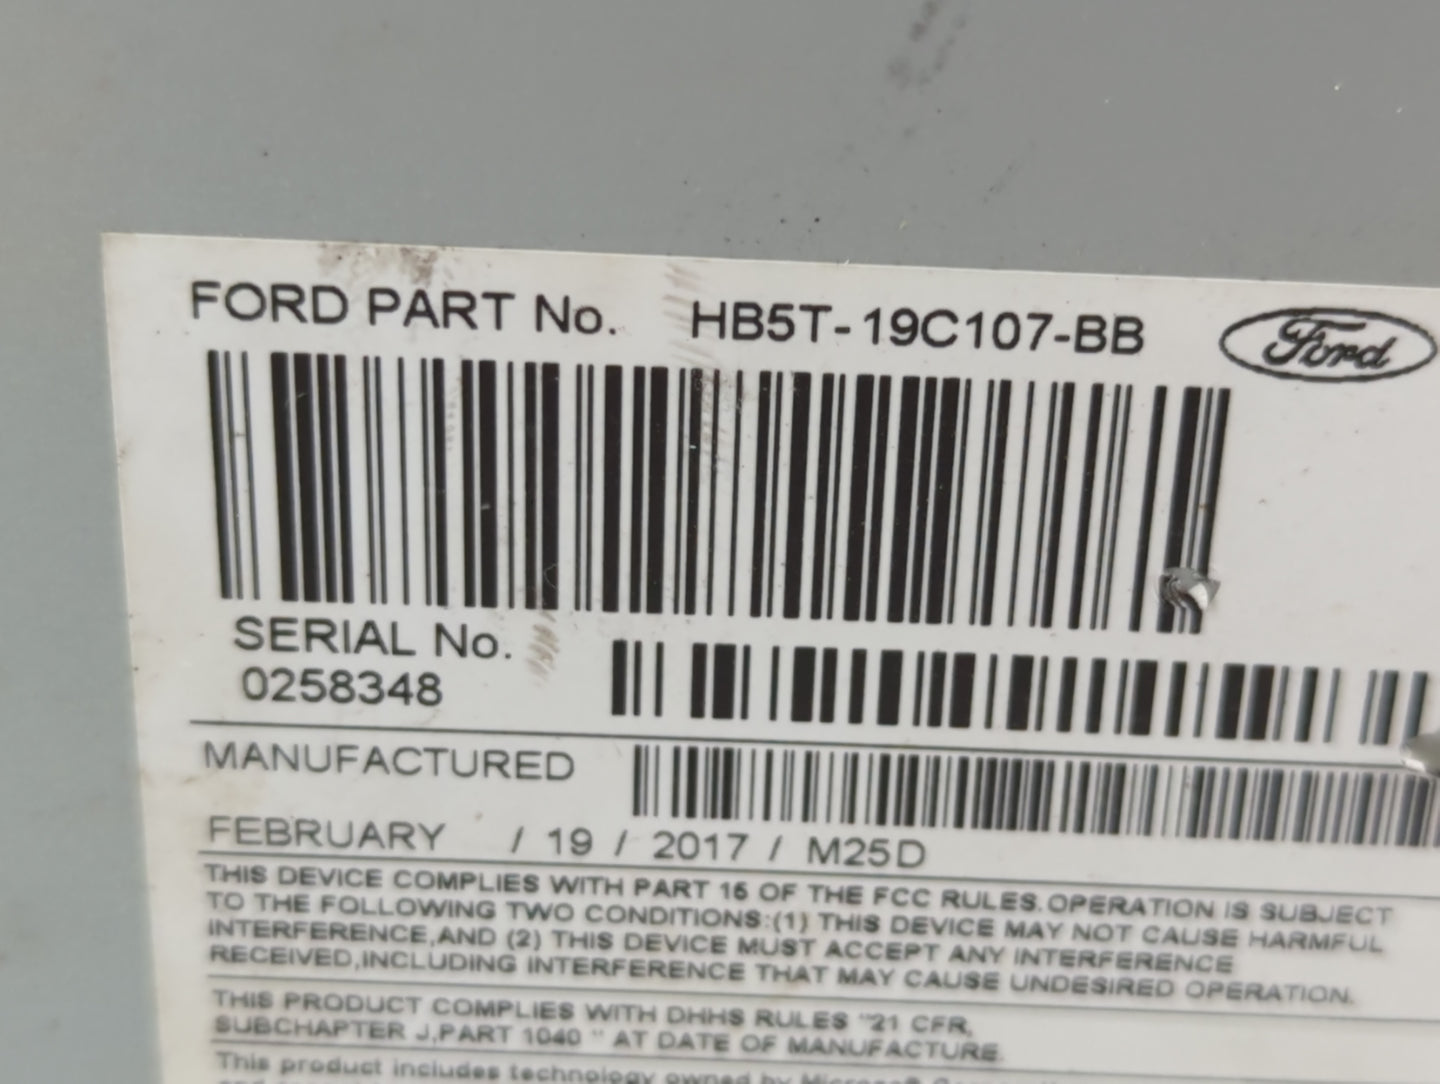 FORD PART No. HB5T-19C107-BB Ford
SERIAL No.
0258348
MANUFACTURED
FEBRUARY / 19 / 2017 / M25D
THIS DEVICE COMPLIES WITH PART 15 OF THE FCC RULES.OPERATION IS SUBJECT
TO THE FOLLOWING TWO CONDITIONS:(1) THIS DEVICE MAY NOT CAUSE HARMFUL
INTERFERENCE,AND (2) THIS DEVICE MUST ACCEPT ANY INTERFERENCE
RECEIVED,INCLUDING INTERFERENCE THAT MAY CAUSE UNDESIRED OPERATION.
THIS PRODUCT COMPLIES WITH DHHS RULES "21 CFR,
SUBCHAPTER J,PART 1040 " AT DATE OF MANUFACTURE.
This product includes technology owned by Microsoft